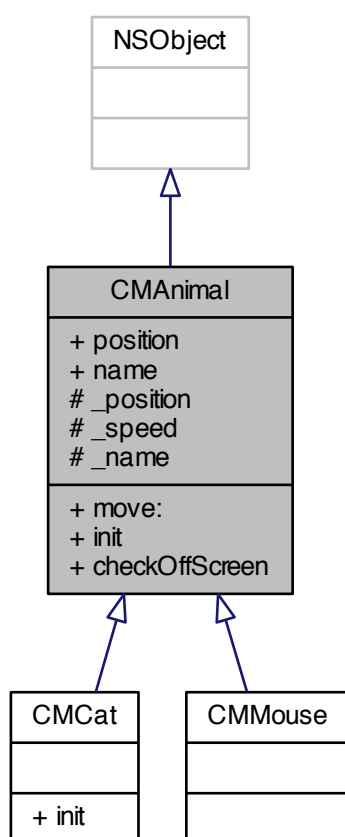 NSObject
CMAnimal
+ position
+ name
# _position
# _speed
# _name
+ move:
+ init
+ checkOffScreen
CMCat
+ init
CMMouse